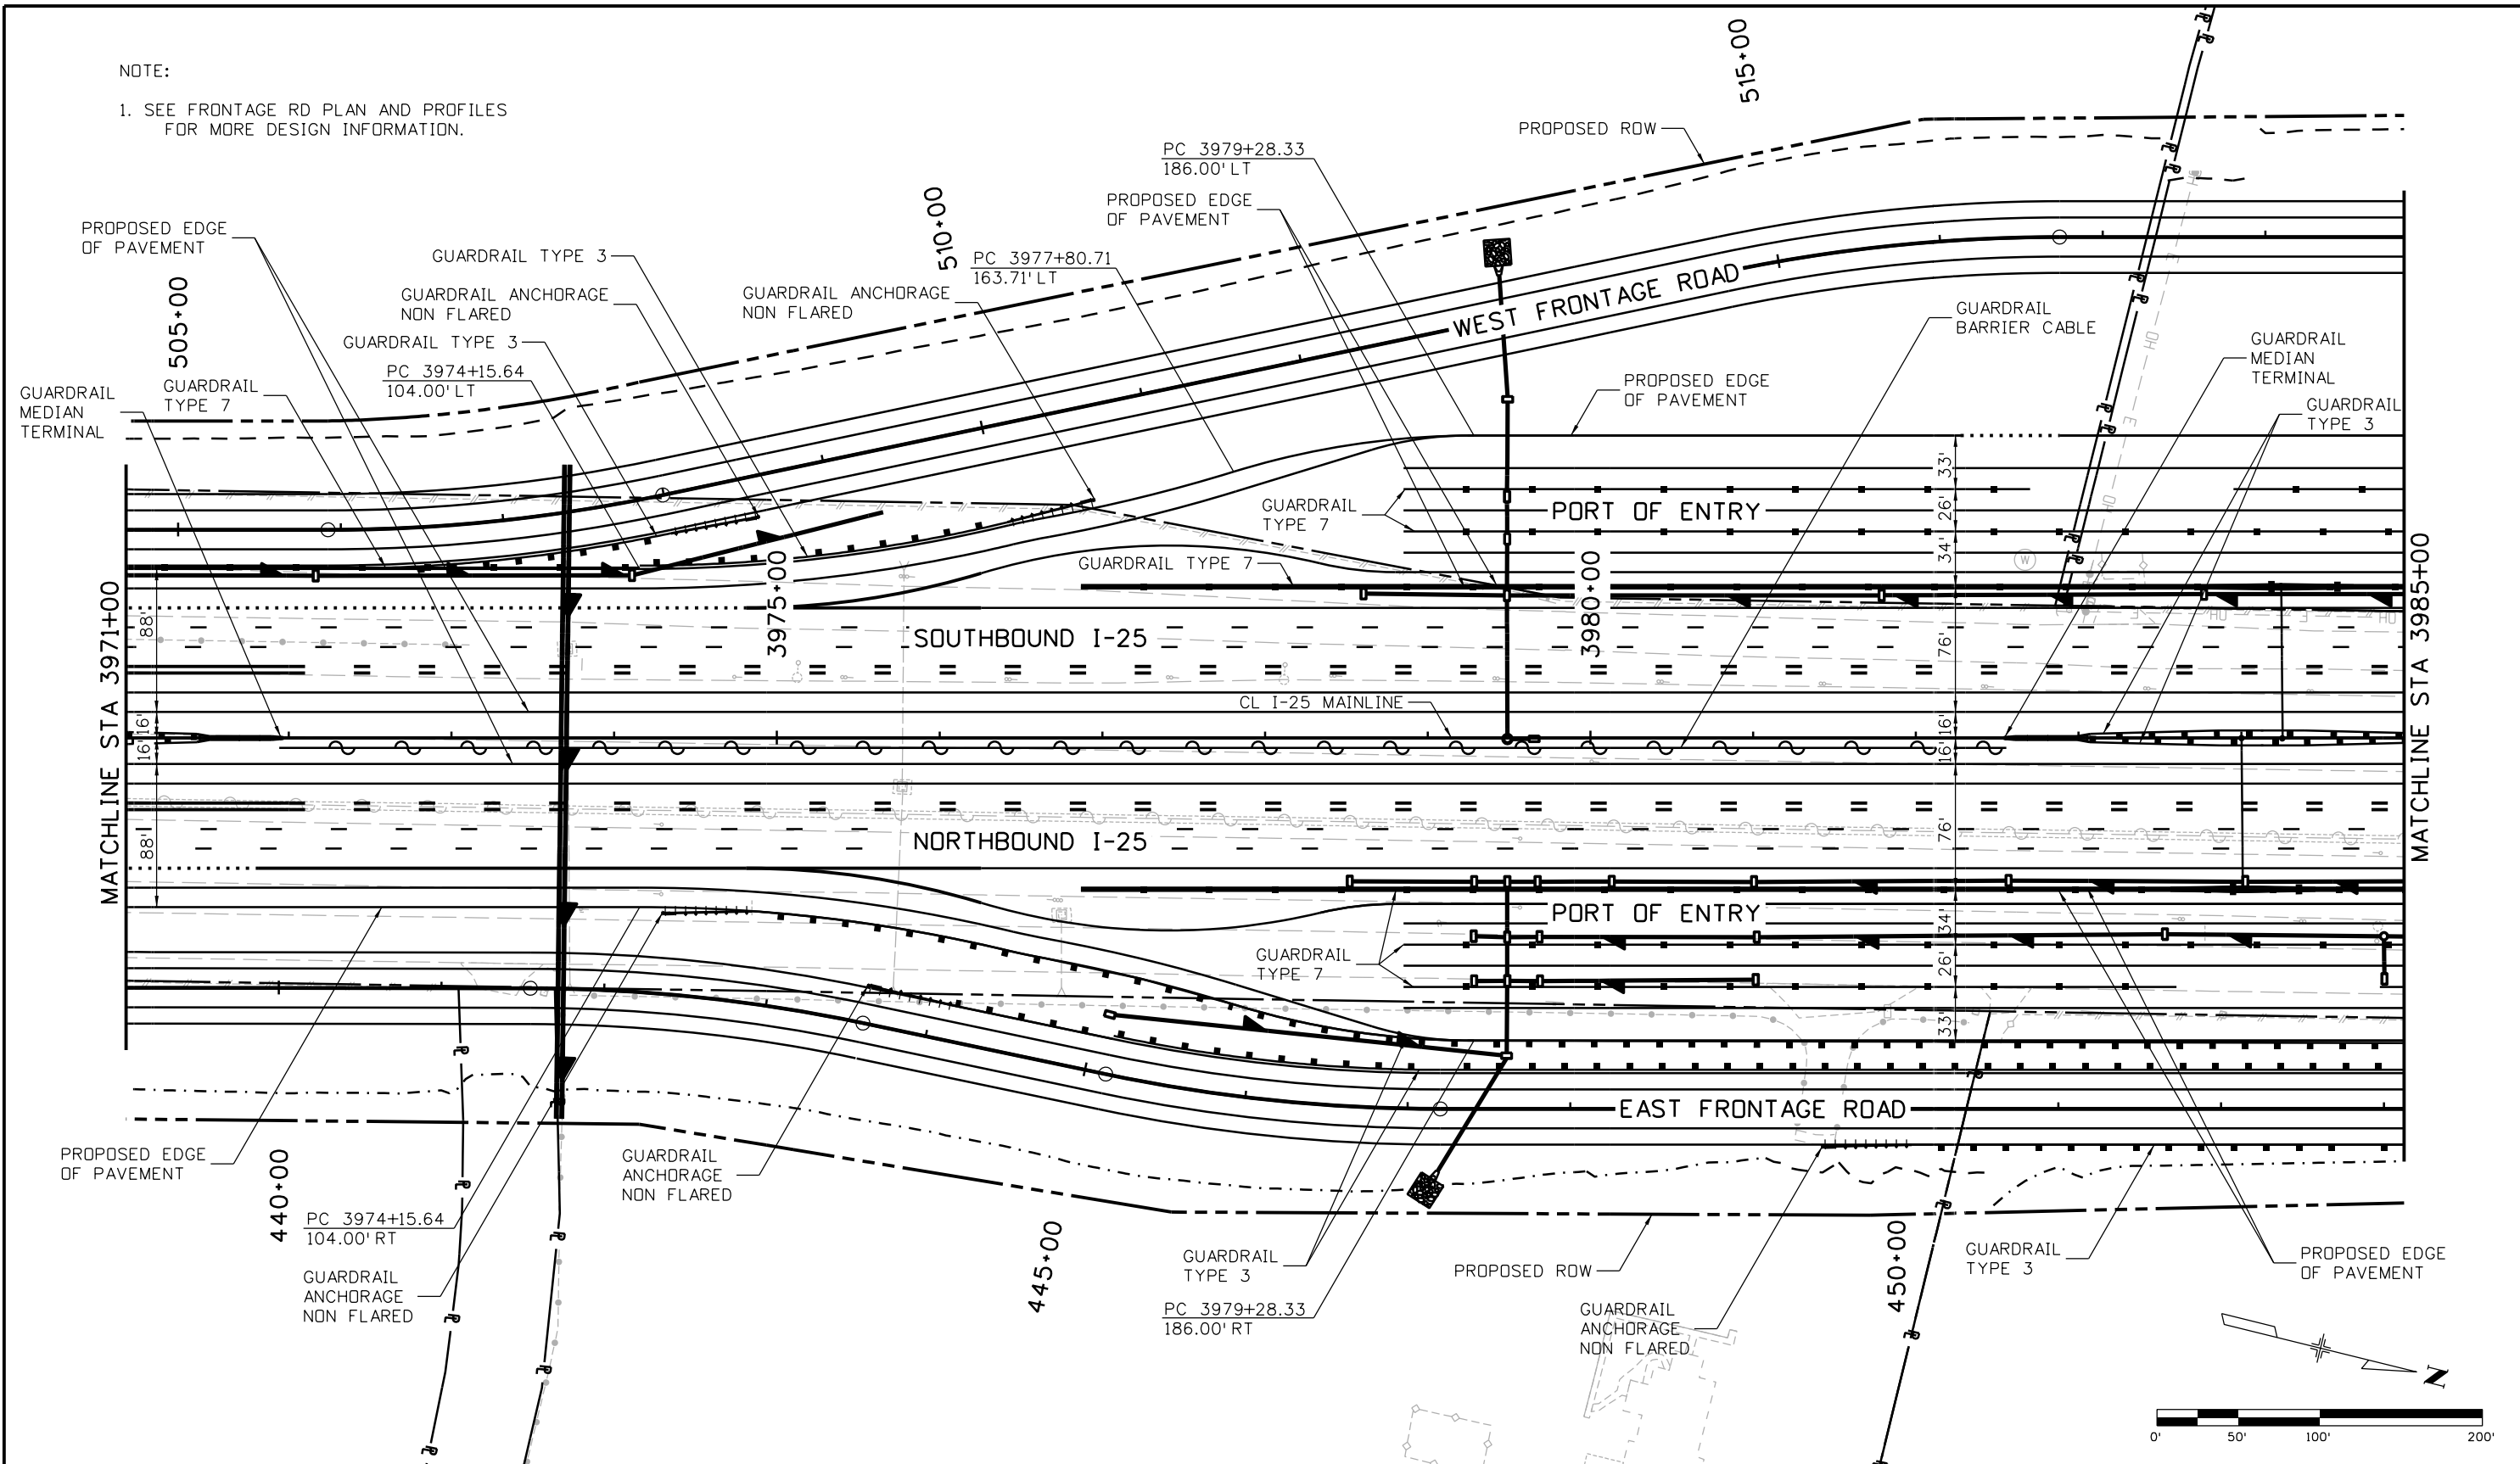 NOTE:
1. SEE FRONTAGE RD PLAN AND PROFILES
FOR MORE DESIGN INFORMATION.
515+00
PROPOSED ROW
PC 3979+28.33
186.00' LT
PROPOSED EDGE
OF PAVEMENT
510+00
PROPOSED EDGE
OF PAVEMENT
GUARDRAIL TYPE 3
PC 3977+80.71
163.71' LT
GUARDRAIL ANCHORAGE
NON FLARED
GUARDRAIL ANCHORAGE
NON FLARED
505+00
GUARDRAIL TYPE 3
PC 3974+15.64
104.00' LT
GUARDRAIL
TYPE 7
GUARDRAIL
MEDIAN
TERMINAL
WEST FRONTAGE ROAD
GUARDRAIL
BARRIER CABLE
GUARDRAIL
MEDIAN
TERMINAL
PROPOSED EDGE
OF PAVEMENT
GUARDRAIL
TYPE 3
GUARDRAIL
TYPE 7
PORT OF ENTRY
GUARDRAIL TYPE 7
33'
26'
34'
76'
16'
16'
76'
34'
26'
33'
3975+00
3980+00
MATCHLINE STA 3971+00
MATCHLINE STA 3985+00
88'
16'
16'
88'
SOUTHBOUND I-25
CL I-25 MAINLINE
NORTHBOUND I-25
PORT OF ENTRY
GUARDRAIL
TYPE 7
EAST FRONTAGE ROAD
PROPOSED EDGE
OF PAVEMENT
440+00
PC 3974+15.64
104.00' RT
GUARDRAIL
ANCHORAGE
NON FLARED
GUARDRAIL
ANCHORAGE
NON FLARED
445+00
GUARDRAIL
TYPE 3
PC 3979+28.33
186.00' RT
PROPOSED ROW
GUARDRAIL
ANCHORAGE
NON FLARED
450+00
GUARDRAIL
TYPE 3
PROPOSED EDGE
OF PAVEMENT
W
OH
E
OH
E
OH
E
OH
N
0' 50' 100' 200'